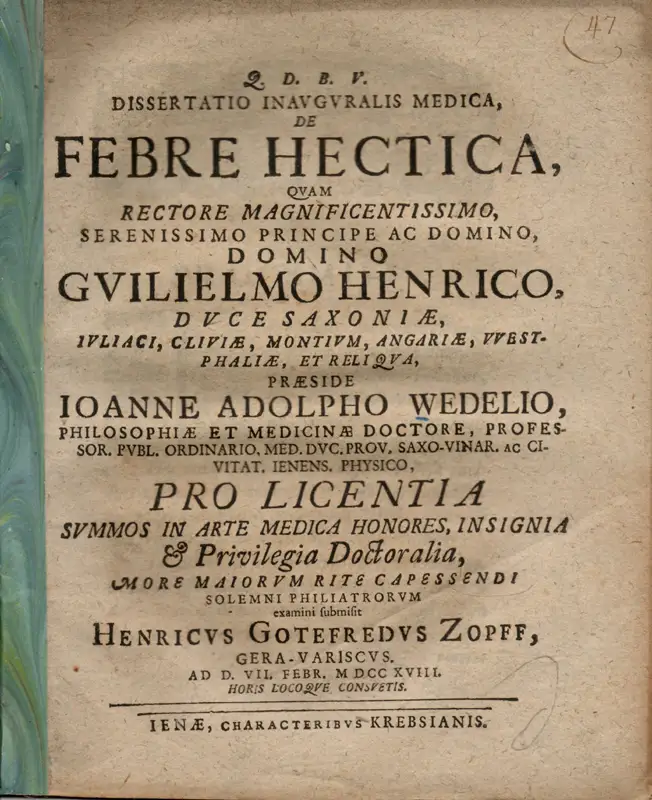 47
Q. D. B. V.
DISSERTATIO INAVGVRALIS MEDICA,
DE
FEBRE HECTICA,
QVAM
RECTORE MAGNIFICENTISSIMO,
SERENISSIMO PRINCIPE AC DOMINO,
DOMINO
GVILIELMO HENRICO,
DVCE SAXONIÆ,
IVLIACI, CLIVIÆ, MONTIVM, ANGARIÆ, VVEST-
PHALIÆ, ET RELIQVA,
PRÆSIDE
IOANNE ADOLPHO WEDELIO,
PHILOSOPHIÆ ET MEDICINÆ DOCTORE, PROFES-
SOR. PVBL. ORDINARIO, MED. DVC. PROV. SAXO-VINAR. AC CI-
VITAT. IENENS. PHYSICO,
PRO LICENTIA
SVMMOS IN ARTE MEDICA HONORES, INSIGNIA
& Privilegia Doctoralia,
MORE MAIORVM RITE CAPESSENDI
SOLEMNI PHILIATRORVM
examini ſubmiſit
HENRICVS GOTEFREDVS ZOPFF,
GERA-VARISCVS.
AD D. VII. FEBR. MDCCXVIII.
HORIS LOCOQVE CONSVETIS.
IENÆ, CHARACTERIBVS KREBSIANIS.